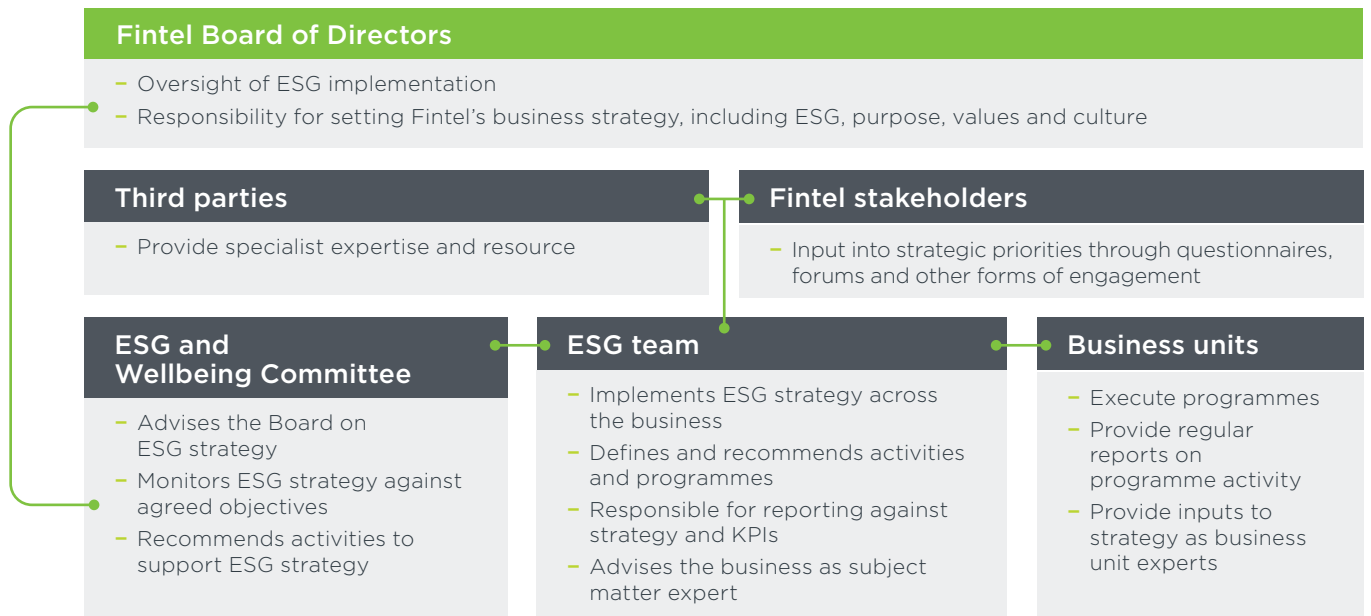 Fintel Board of Directors
– Oversight of ESG implementation
– Responsibility for setting Fintel's business strategy, including ESG, purpose, values and culture
Third parties
– Provide specialist expertise and resource
Fintel stakeholders
– Input into strategic priorities through questionnaires,
forums and other forms of engagement
ESG and
Wellbeing Committee
– Advises the Board on
ESG strategy
– Monitors ESG strategy against
agreed objectives
– Recommends activities to
support ESG strategy
ESG team
– Implements ESG strategy across
the business
– Defines and recommends activities
and programmes
– Responsible for reporting against
strategy and KPIs
– Advises the business as subject
matter expert
Business units
– Execute programmes
– Provide regular
reports on
programme activity
– Provide inputs to
strategy as business
unit experts